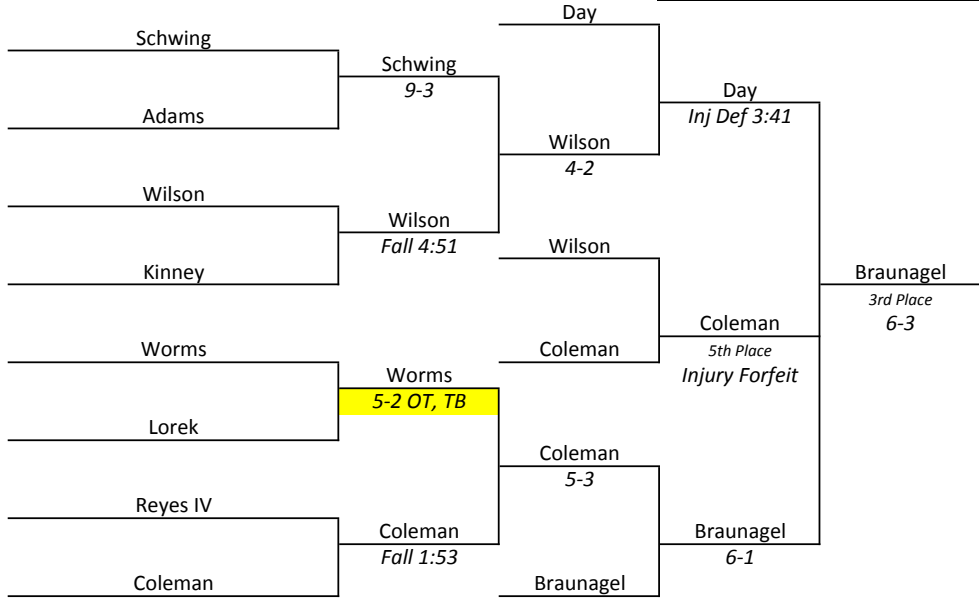 Day
Schwing
Schwing
9-3
Day
Inj Def 3:41
Adams
Wilson
4-2
Wilson
Wilson
Fall 4:51
Wilson
Kinney
Braunagel
3rd Place
6-3
Coleman
5th Place
Injury Forfeit
Worms
Coleman
Worms
5-2 OT, TB
Lorek
Coleman
5-3
Reyes IV
Coleman
Fall 1:53
Braunagel
6-1
Coleman
Braunagel